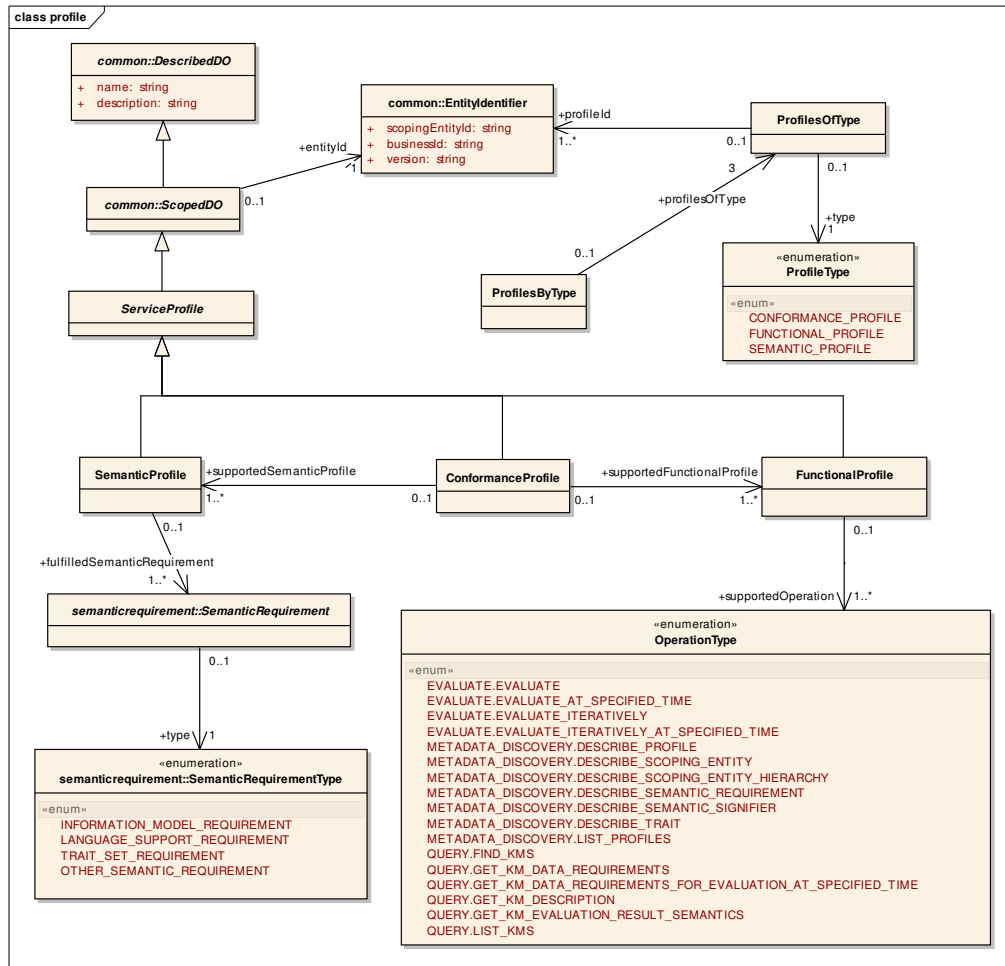 class profile
common::DescribedDO
+ name: string
+ description: string
common::EntityIdentifier
+ scopingEntityId: string
+ businessId: string
+ version: string
+profileId
1..*
0..1
ProfilesOfType
+entityId
1
0..1
common::ScopedDO
3
+profilesOfType
0..1
0..1
+type
1
ProfilesByType
«enumeration»
ProfileType
«enum»
CONFORMANCE_PROFILE
FUNCTIONAL_PROFILE
SEMANTIC_PROFILE
ServiceProfile
SemanticProfile
+supportedSemanticProfile
1..*
0..1
ConformanceProfile
+supportedFunctionalProfile
0..1
1..*
FunctionalProfile
0..1
+fulfilledSemanticRequirement
1..*
0..1
+supportedOperation
1..*
semanticrequirement::SemanticRequirement
0..1
+type
1
«enumeration»
semanticrequirement::SemanticRequirementType
«enum»
INFORMATION_MODEL_REQUIREMENT
LANGUAGE_SUPPORT_REQUIREMENT
TRAIT_SET_REQUIREMENT
OTHER_SEMANTIC_REQUIREMENT
«enumeration»
OperationType
«enum»
EVALUATE.EVALUATE
EVALUATE.EVALUATE_AT_SPECIFIED_TIME
EVALUATE.EVALUATE_ITERATIVELY
EVALUATE.EVALUATE_ITERATIVELY_AT_SPECIFIED_TIME
METADATA_DISCOVERY.DESCRIBE_PROFILE
METADATA_DISCOVERY.DESCRIBE_SCOPING_ENTITY
METADATA_DISCOVERY.DESCRIBE_SCOPING_ENTITY_HIERARCHY
METADATA_DISCOVERY.DESCRIBE_SEMANTIC_REQUIREMENT
METADATA_DISCOVERY.DESCRIBE_SEMANTIC_SIGNIFIER
METADATA_DISCOVERY.DESCRIBE_TRAIT
METADATA_DISCOVERY.LIST_PROFILES
QUERY.FIND_KMS
QUERY.GET_KM_DATA_REQUIREMENTS
QUERY.GET_KM_DATA_REQUIREMENTS_FOR_EVALUATION_AT_SPECIFIED_TIME
QUERY.GET_KM_DESCRIPTION
QUERY.GET_KM_EVALUATION_RESULT_SEMANTICS
QUERY.LIST_KMS